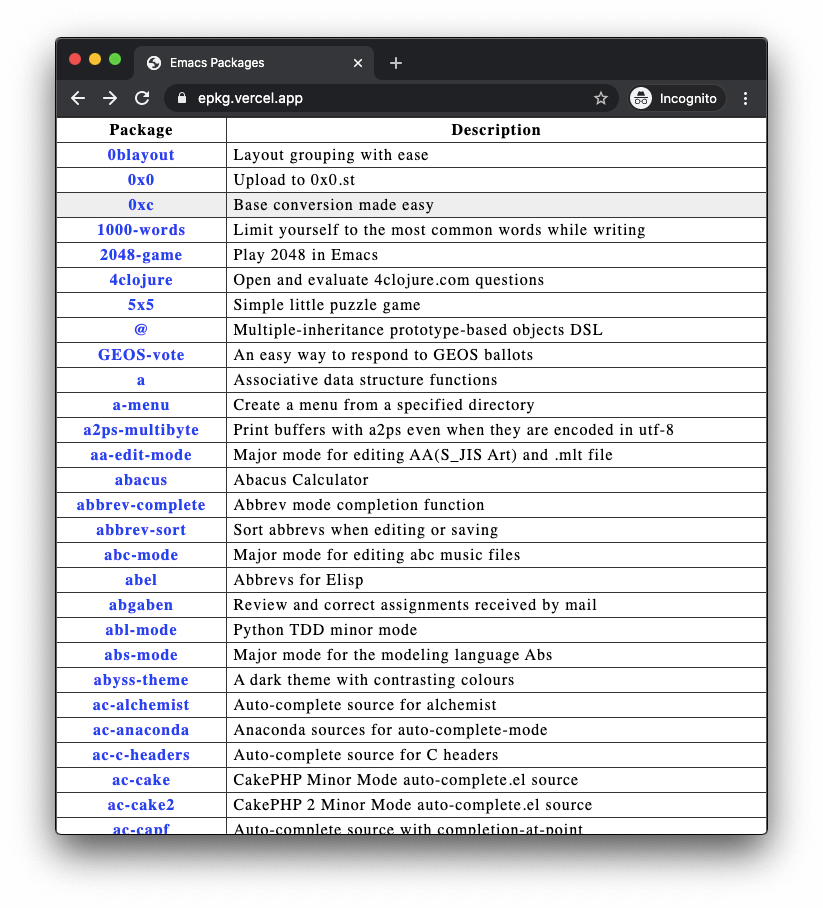 Emacs Packages
epkg.vercel.app
Incognito
Package Description
0blayout Layout grouping with ease
0x0 Upload to 0x0.st
0xc Base conversion made easy
1000-words Limit yourself to the most common words while writing
2048-game Play 2048 in Emacs
4clojure Open and evaluate 4clojure.com questions
5x5 Simple little puzzle game
@ Multiple-inheritance prototype-based objects DSL
GEOS-vote An easy way to respond to GEOS ballots
a Associative data structure functions
a-menu Create a menu from a specified directory
a2ps-multibyte Print buffers with a2ps even when they are encoded in utf-8
aa-edit-mode Major mode for editing AA(S_JIS Art) and .mlt file
abacus Abacus Calculator
abbrev-complete Abbrev mode completion function
abbrev-sort Sort abbrevs when editing or saving
abc-mode Major mode for editing abc music files
abel Abbrevs for Elisp
abgaben Review and correct assignments received by mail
abl-mode Python TDD minor mode
abs-mode Major mode for the modeling language Abs
abyss-theme A dark theme with contrasting colours
ac-alchemist Auto-complete source for alchemist
ac-anaconda Anaconda sources for auto-complete-mode
ac-c-headers Auto-complete source for C headers
ac-cake CakePHP Minor Mode auto-complete.el source
ac-cake2 CakePHP 2 Minor Mode auto-complete.el source
ac-capf Auto-complete source with completion-at-point